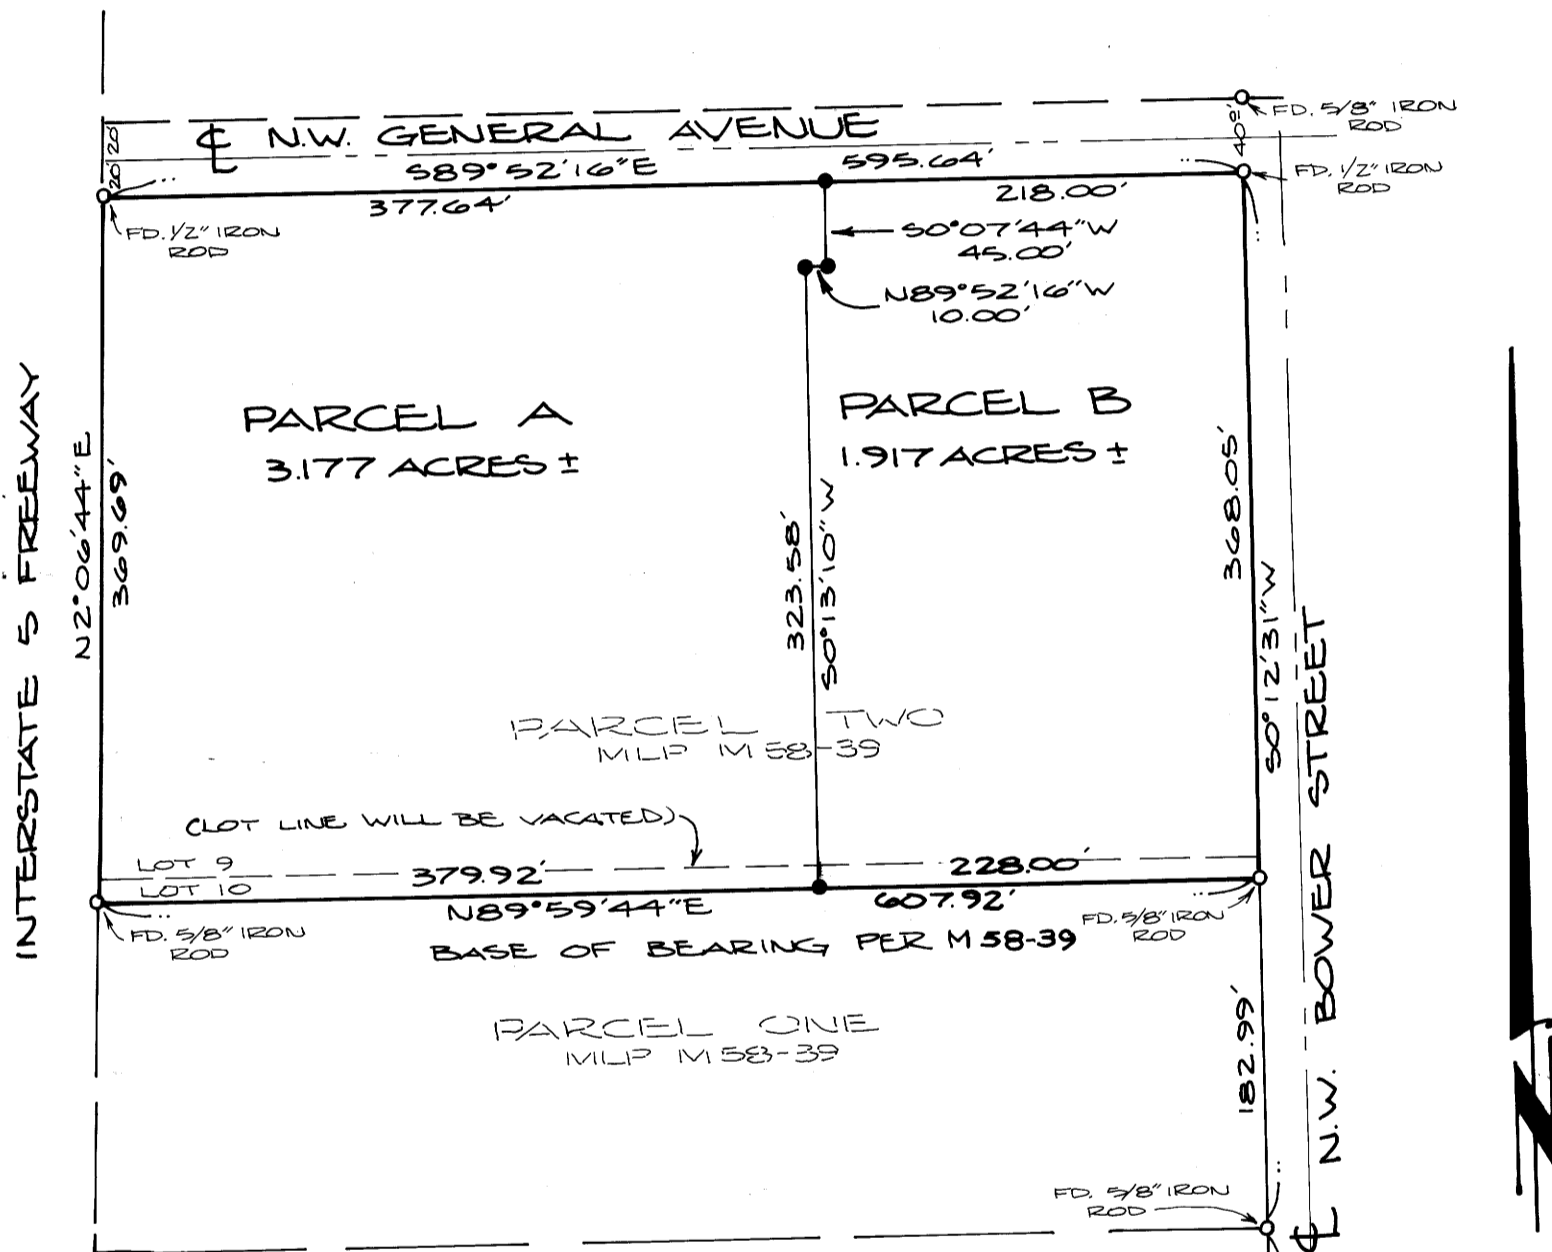 FD. 5/8" IRON
ROD
℄ N.W. GENERAL AVENUE
20' 20'
40.00'
S89°52'16"E 595.64'
FD. 1/2" IRON
ROD
377.64'
218.00'
FD. 1/2" IRON
ROD
S0°07'44"W
45.00'
N89°52'16"W
10.00'
PARCEL A
3.177 ACRES ±
PARCEL B
1.917 ACRES ±
INTERSTATE 5 FREEWAY
N2°06'44"E
369.69'
323.58'
S0°13'10"W
368.05'
S0°12'31"W
PARCEL TWO
MLP M 58-39
(LOT LINE WILL BE VACATED)
LOT 9
LOT 10
379.92'
228.00'
N89°59'44"E
607.92'
FD. 5/8" IRON
ROD
FD. 5/8" IRON
ROD
BASE OF BEARING PER M 58-39
PARCEL ONE
MLP M 58-39
182.99'
℄ N.W. BOWER STREET
FD. 5/8" IRON
ROD
N